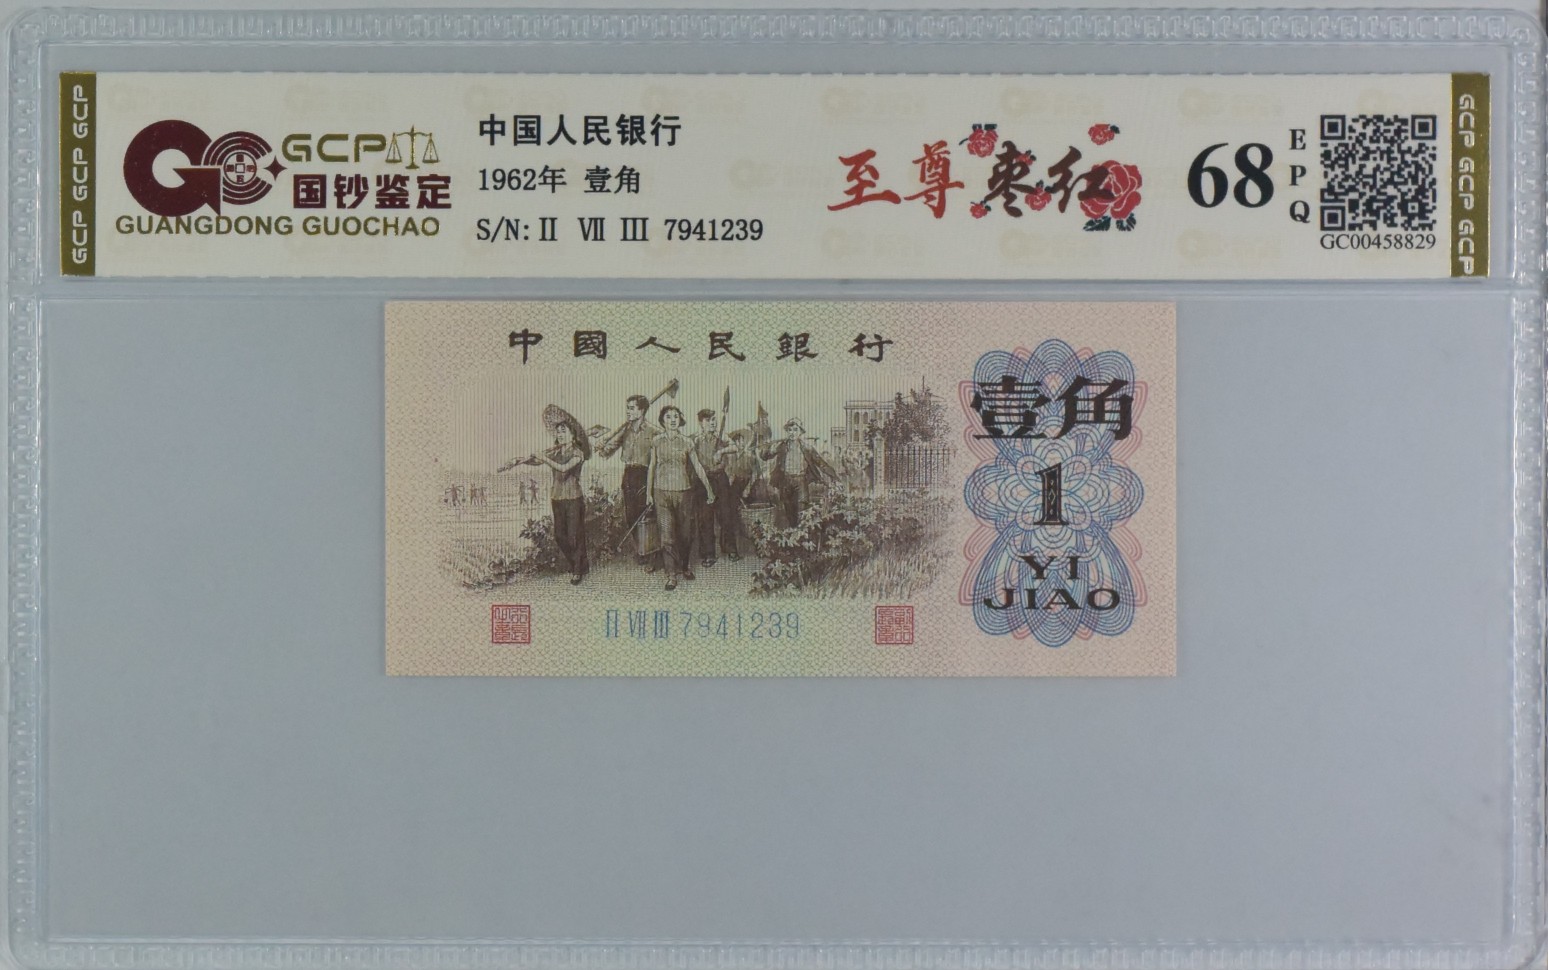 GCP GCP GCP
GCP 国钞鉴定
GUANGDONG GUOCHAO
中国人民银行
1962年 壹角
S/N: II VII III 7941239
至尊枣红
68
EPQ
GC00458829
GCP GCP GCP
中國人民銀行
壹角
1
YI
JIAO
II VII III 7941239